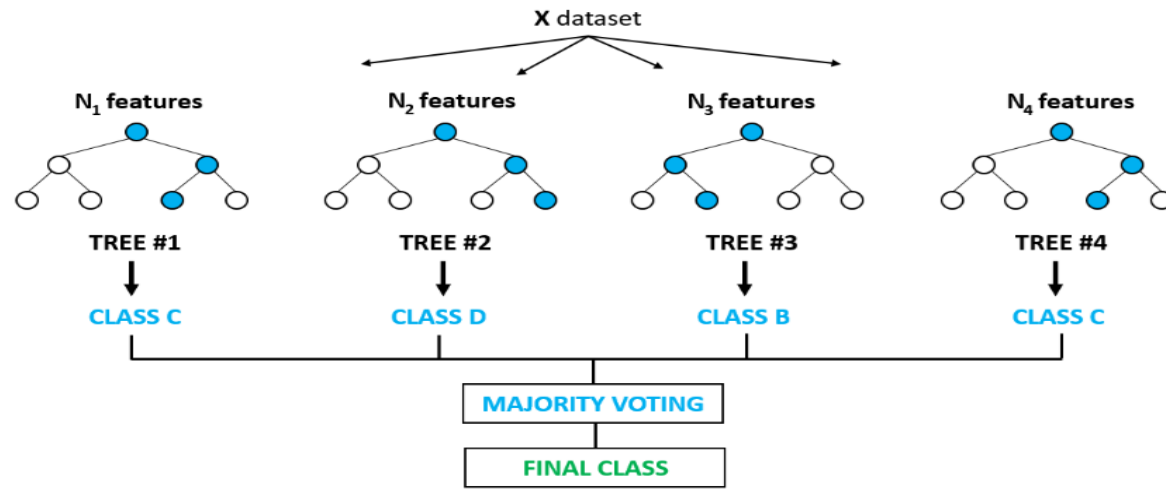 X dataset
N₁ features
N₂ features
N₃ features
N₄ features
TREE #1
TREE #2
TREE #3
TREE #4
CLASS C
CLASS D
CLASS B
CLASS C
MAJORITY VOTING
FINAL CLASS